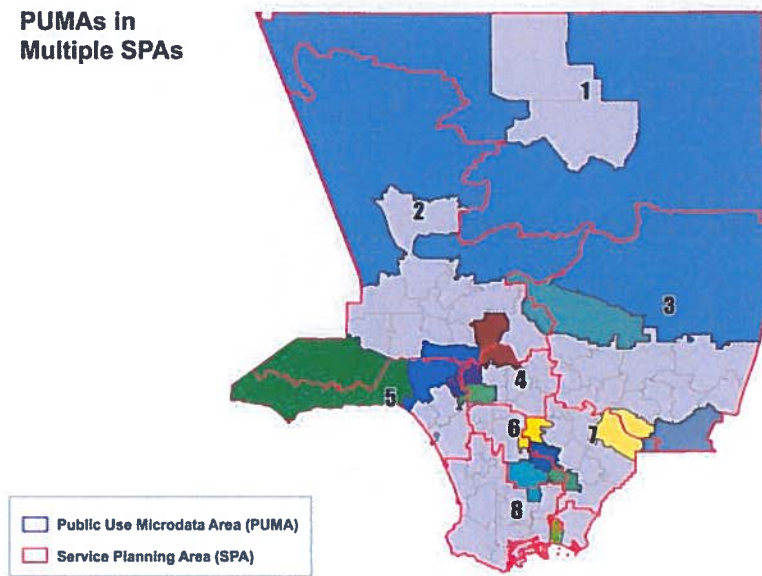 PUMAs in
Multiple SPAs
1
2
3
4
5
6
7
8
Public Use Microdata Area (PUMA)
Service Planning Area (SPA)